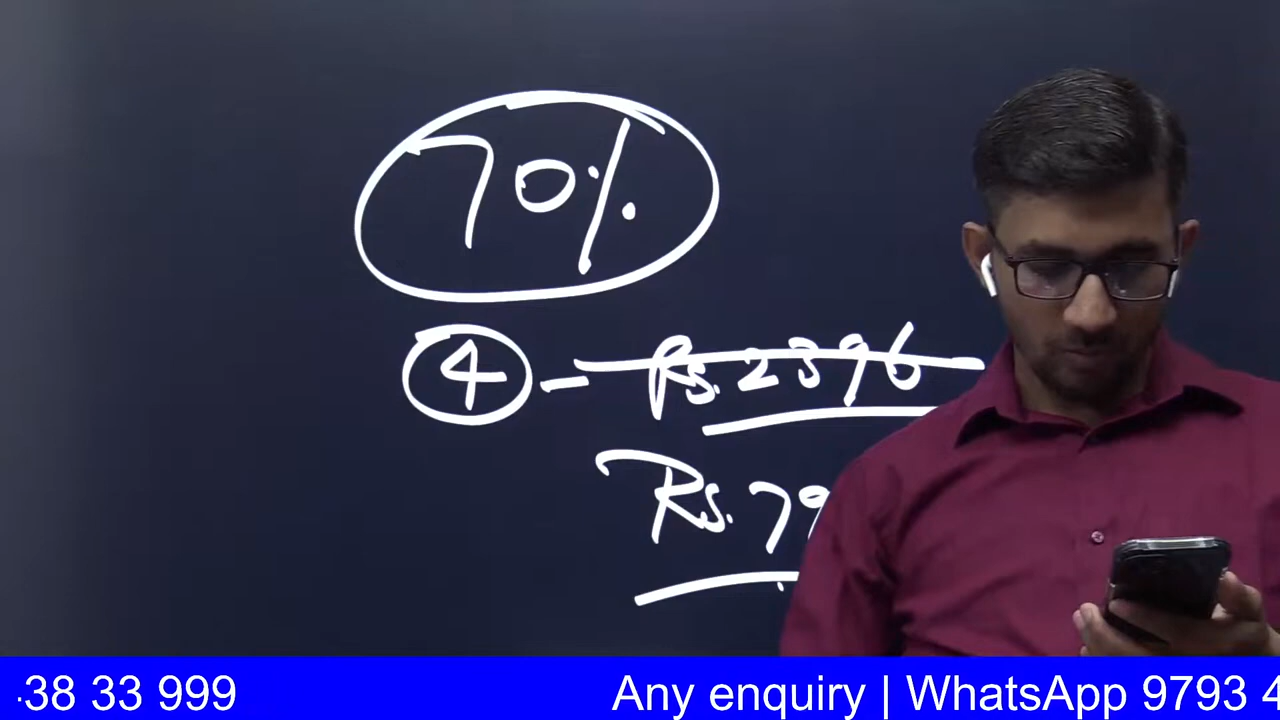 70%
4 - Rs. 2396
Rs. 79
38 33 999 Any enquiry | WhatsApp 9793 4